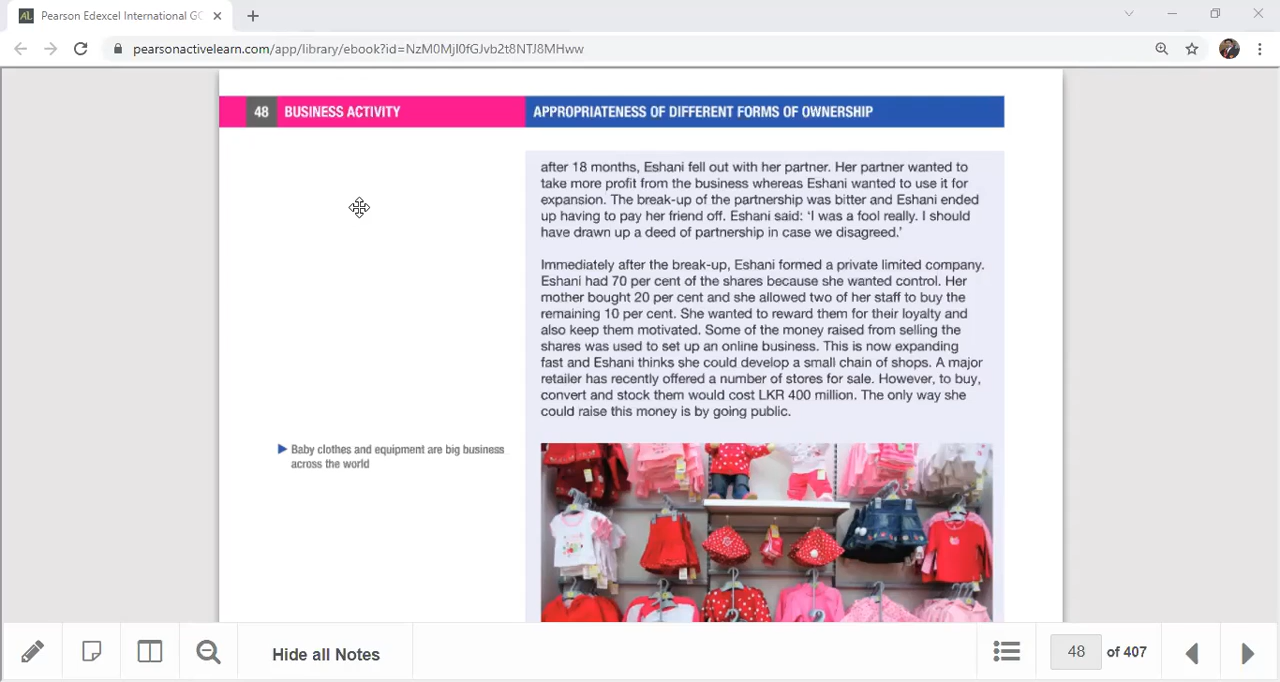 Pearson Edexcel International GC
pearsonactivelearn.com/app/library/ebook?id=NzM0MjI0fGJvb2t8NTJ8MHww
48 BUSINESS ACTIVITY
APPROPRIATENESS OF DIFFERENT FORMS OF OWNERSHIP
after 18 months, Eshani fell out with her partner. Her partner wanted to
take more profit from the business whereas Eshani wanted to use it for
expansion. The break-up of the partnership was bitter and Eshani ended
up having to pay her friend off. Eshani said: ‘I was a fool really. I should
have drawn up a deed of partnership in case we disagreed.’
Immediately after the break-up, Eshani formed a private limited company.
Eshani had 70 per cent of the shares because she wanted control. Her
mother bought 20 per cent and she allowed two of her staff to buy the
remaining 10 per cent. She wanted to reward them for their loyalty and
also keep them motivated. Some of the money raised from selling the
shares was used to set up an online business. This is now expanding
fast and Eshani thinks she could develop a small chain of shops. A major
retailer has recently offered a number of stores for sale. However, to buy,
convert and stock them would cost LKR 400 million. The only way she
could raise this money is by going public.
Baby clothes and equipment are big business
across the world
Hide all Notes
48 of 407